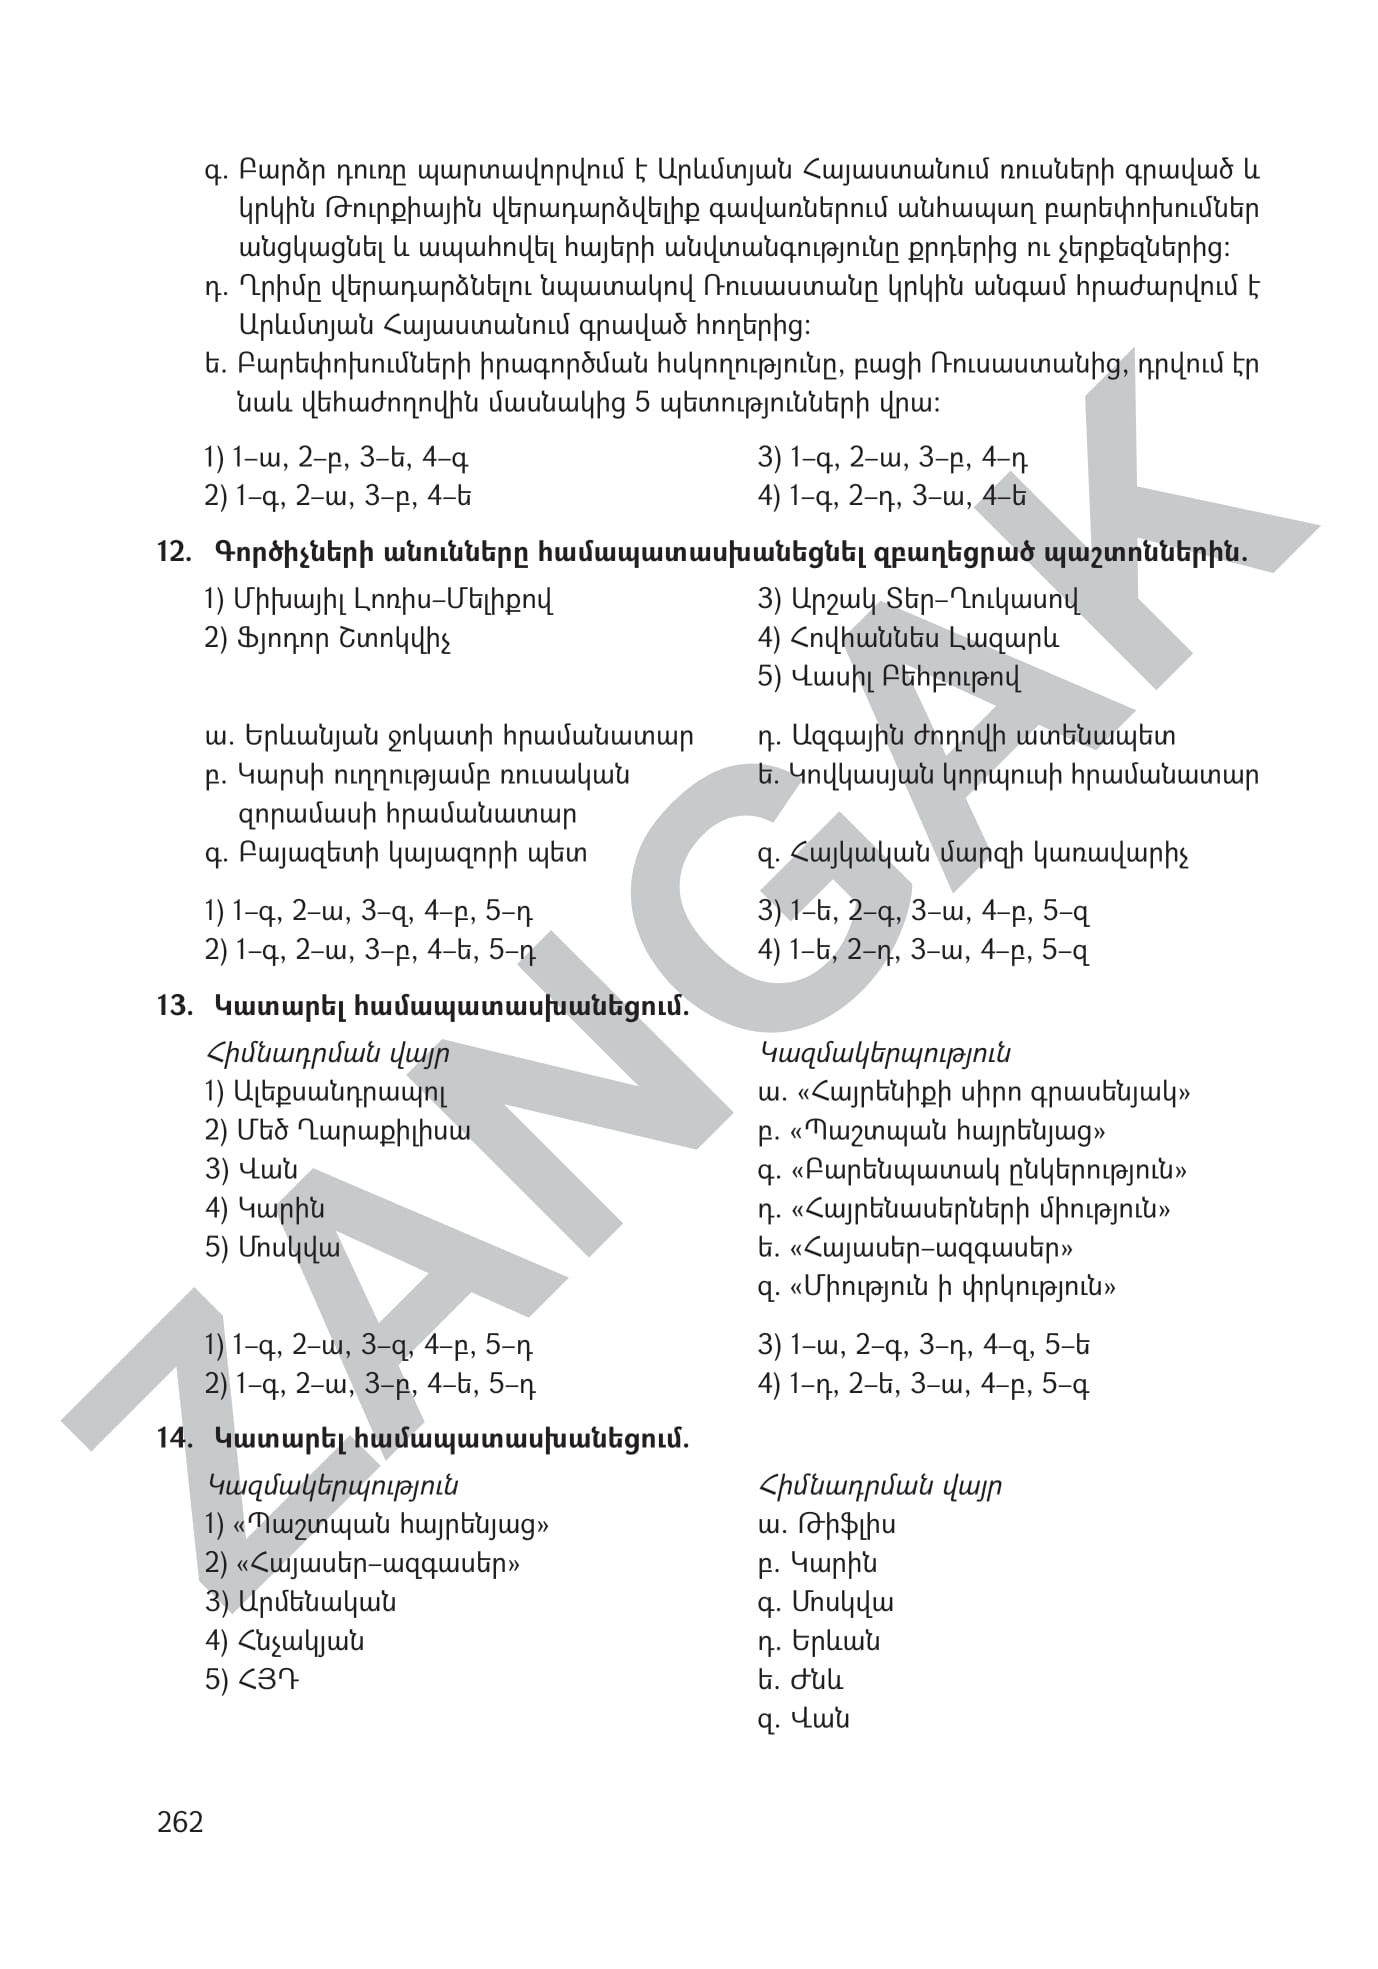 գ. Բարձր դուռը պարտավորվում է Արևմտյան Հայաստանում ռուսների գրաված և
կրկին Թուրքիային վերադարձվելիք գավառներում անհապաղ բարեփոխումներ
անցկացնել և ապահովել հայերի անվտանգությունը քրդերից ու չերքեզներից:
դ. Ղրիմը վերադարձնելու նպատակով Ռուսաստանը կրկին անգամ հրաժարվում է
Արևմտյան Հայաստանում գրաված հողերից:
ե. Բարեփոխումների իրագործման հսկողությունը, բացի Ռուսաստանից, դրվում էր
նաև վեհաժողովին մասնակից 5 պետությունների վրա:
1) 1–ա, 2–բ, 3–ե, 4–գ
3) 1–գ, 2–ա, 3–բ, 4–դ
2) 1–գ, 2–ա, 3–բ, 4–ե
4) 1–գ, 2–դ, 3–ա, 4–ե
12. Գործիչների անունները համապատասխանեցնել զբաղեցրած պաշտոններին.
1) Միխայիլ Լոռիս–Մելիքով
3) Արշակ Տեր–Ղուկասով
2) Ֆյոդոր Շտոկվիչ
4) Հովհաննես Լազարև
5) Վասիլ Բեհբութով
ա. Երևանյան ջոկատի հրամանատար
դ. Ազգային ժողովի ատենապետ
բ. Կարսի ուղղությամբ ռուսական
ե. Կովկասյան կորպուսի հրամանատար
զորամասի հրամանատար
գ. Բայազետի կայազորի պետ
զ. Հայկական մարզի կառավարիչ
1) 1–գ, 2–ա, 3–զ, 4–բ, 5–դ
3) 1–ե, 2–գ, 3–ա, 4–բ, 5–զ
2) 1–գ, 2–ա, 3–բ, 4–ե, 5–դ
4) 1–ե, 2–դ, 3–ա, 4–բ, 5–զ
13. Կատարել համապատասխանեցում.
Հիմնադրման վայր
Կազմակերպություն
1) Ալեքսանդրապոլ
ա. «Հայրենիքի սիրո գրասենյակ»
2) Մեծ Ղարաքիլիսա
բ. «Պաշտպան հայրենյաց»
3) Վան
գ. «Բարենպատակ ընկերություն»
4) Կարին
դ. «Հայրենասերների միություն»
5) Մոսկվա
ե. «Հայասեր–ազգասեր»
զ. «Միություն ի փրկություն»
1) 1–գ, 2–ա, 3–զ, 4–բ, 5–դ
3) 1–ա, 2–գ, 3–դ, 4–զ, 5–ե
2) 1–գ, 2–ա, 3–բ, 4–ե, 5–դ
4) 1–դ, 2–ե, 3–ա, 4–բ, 5–գ
14. Կատարել համապատասխանեցում.
Կազմակերպություն
Հիմնադրման վայր
1) «Պաշտպան հայրենյաց»
ա. Թիֆլիս
2) «Հայասեր–ազգասեր»
բ. Կարին
3) Արմենական
գ. Մոսկվա
4) Հնչակյան
դ. Երևան
5) ՀՅԴ
ե. Ժնև
զ. Վան
262
ZANGAK